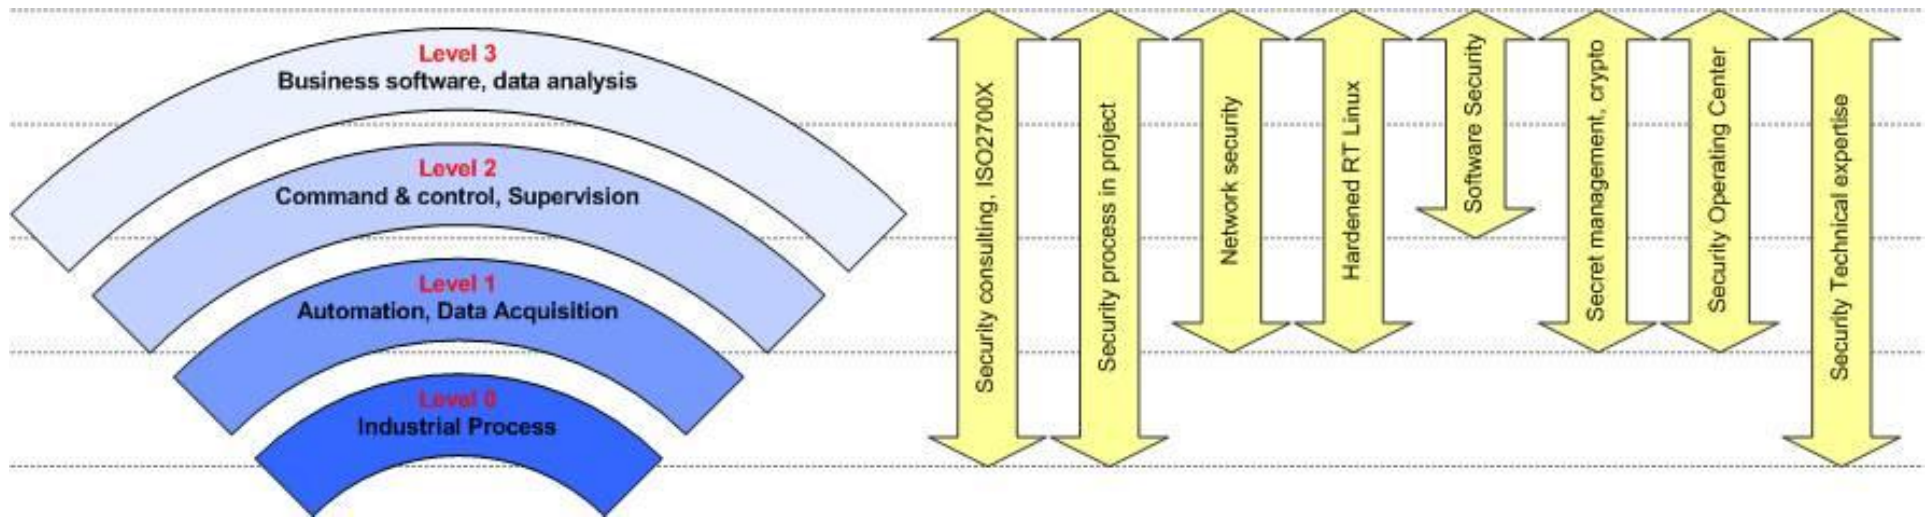 Level 3
Business software, data analysis
Level 2
Command & control, Supervision
Level 1
Automation, Data Acquisition
Level 0
Industrial Process
Security consulting, ISO2700X
Security process in project
Network security
Hardened RT Linux
Software Security
Secret management, crypto
Security Operating Center
Security Technical expertise